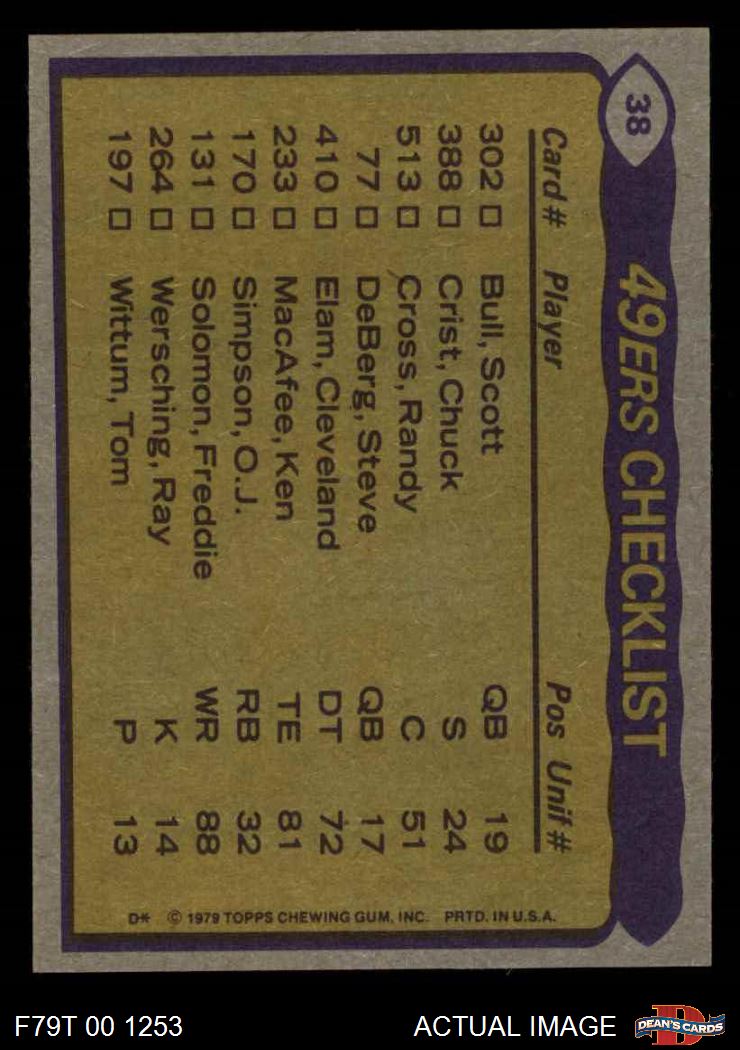 38
49ERS CHECKLIST
Card# Player Pos Unif#
302 □ Bull, Scott QB 19
388 □ Crist, Chuck S 24
513 □ Cross, Randy C 51
77 □ DeBerg, Steve QB 17
410 □ Elam, Cleveland DT 72
233 □ MacAfee, Ken TE 81
170 □ Simpson, O.J. RB 32
131 □ Solomon, Freddie WR 88
264 □ Wersching, Ray K 14
197 □ Wittum, Tom P 13
D* © 1979 TOPPS CHEWING GUM, INC. PRTD. IN U.S.A.
F79T 00 1253 ACTUAL IMAGE
D
DEAN'S CARDS